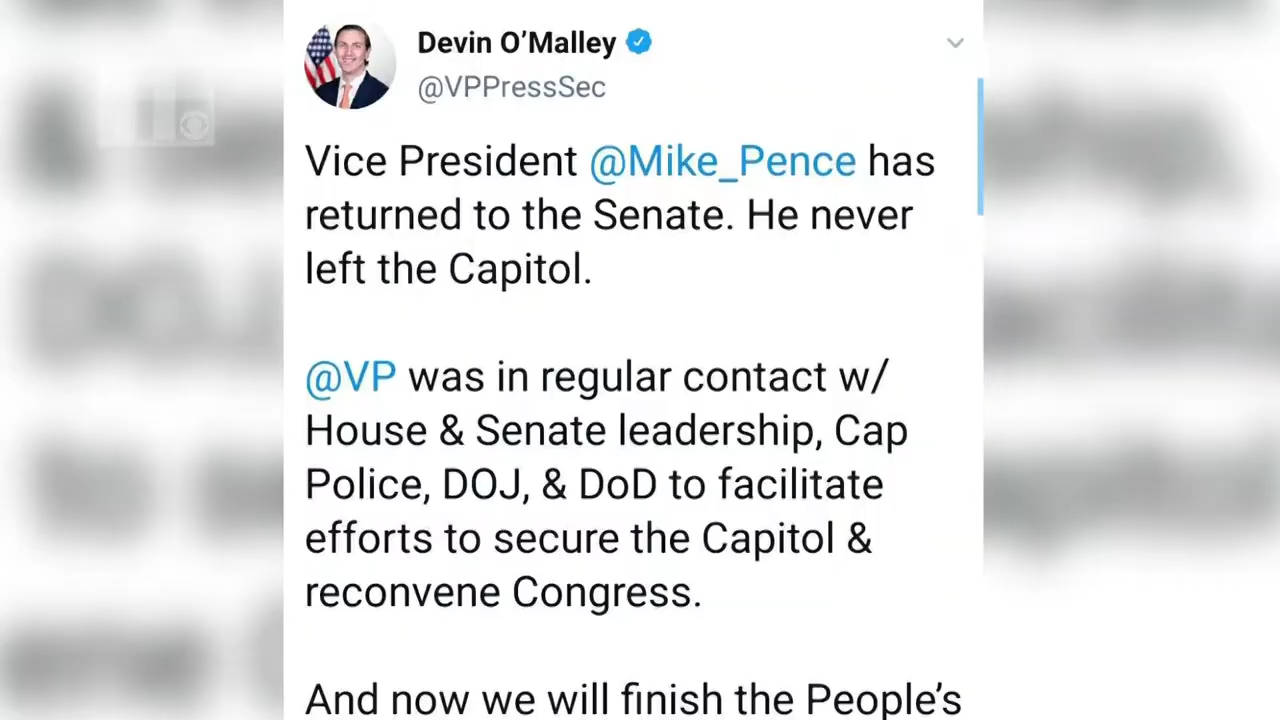 Devin O’Malley
@VPPressSec
Vice President @Mike_Pence has
returned to the Senate. He never
left the Capitol.
@VP was in regular contact w/
House & Senate leadership, Cap
Police, DOJ, & DoD to facilitate
efforts to secure the Capitol &
reconvene Congress.
And now we will finish the People’s